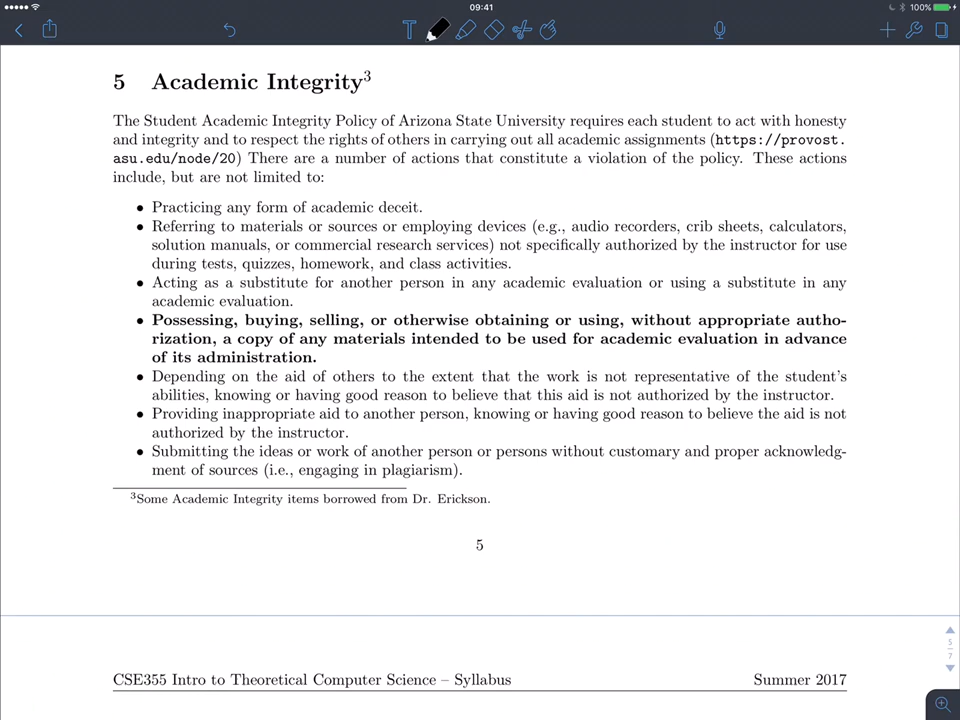 09:41
100%
5 Academic Integrity3
The Student Academic Integrity Policy of Arizona State University requires each student to act with honesty
and integrity and to respect the rights of others in carrying out all academic assignments (https://provost.
asu.edu/node/20) There are a number of actions that constitute a violation of the policy. These actions
include, but are not limited to:
• Practicing any form of academic deceit.
• Referring to materials or sources or employing devices (e.g., audio recorders, crib sheets, calculators,
solution manuals, or commercial research services) not specifically authorized by the instructor for use
during tests, quizzes, homework, and class activities.
• Acting as a substitute for another person in any academic evaluation or using a substitute in any
academic evaluation.
• Possessing, buying, selling, or otherwise obtaining or using, without appropriate autho-
rization, a copy of any materials intended to be used for academic evaluation in advance
of its administration.
• Depending on the aid of others to the extent that the work is not representative of the student's
abilities, knowing or having good reason to believe that this aid is not authorized by the instructor.
• Providing inappropriate aid to another person, knowing or having good reason to believe the aid is not
authorized by the instructor.
• Submitting the ideas or work of another person or persons without customary and proper acknowledg-
ment of sources (i.e., engaging in plagiarism).
3Some Academic Integrity items borrowed from Dr. Erickson.
5
5
7
CSE355 Intro to Theoretical Computer Science – Syllabus Summer 2017